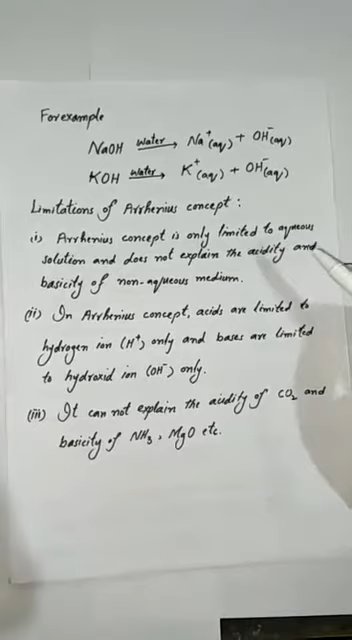 For example
NaOH water→ Na⁺(aq) + OH⁻(aq)
KOH water→ K⁺(aq) + OH⁻(aq)
Limitations of Arrhenius concept :
(i) Arrhenius concept is only limited to aqueous
solution and does not explain the acidity and
basicity of non-aqueous medium.
(ii) In Arrhenius concept, acids are limited to
hydrogen ion (H⁺) only and bases are limited
to hydroxid ion (OH⁻) only.
(iii) It can not explain the acidity of CO₂ and
basicity of NH₃, MgO etc.